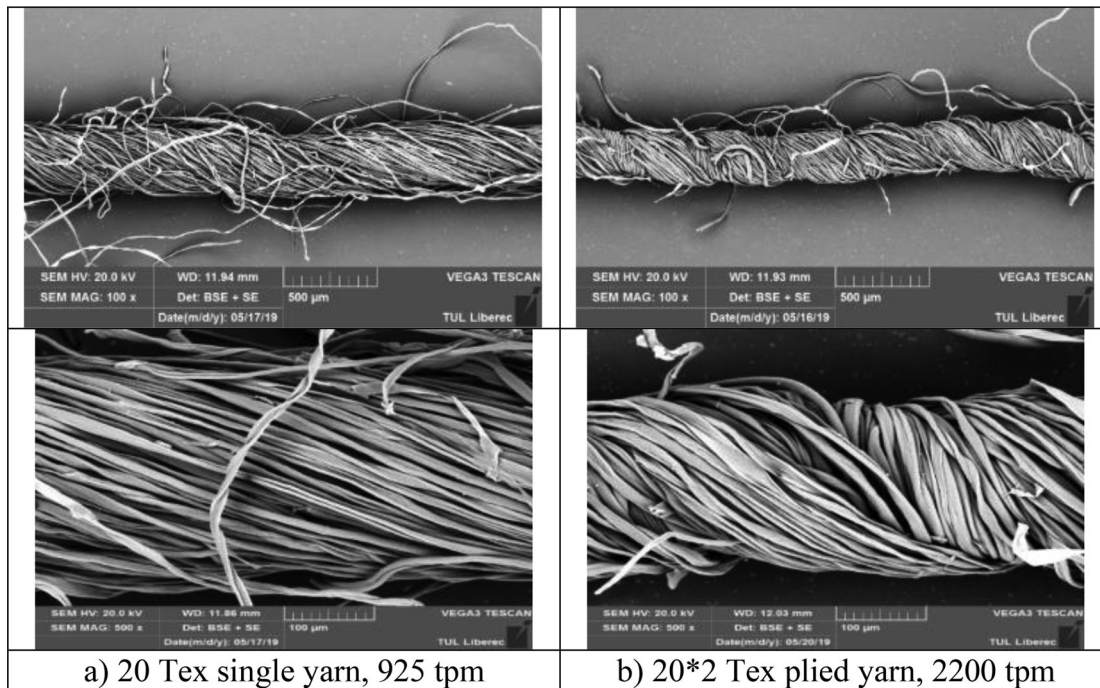 SEM HV: 20.0 kV WD: 11.94 mm VEGA3 TESCAN
SEM MAG: 100 x Det: BSE + SE 500 µm
Date(m/d/y): 05/17/19 TUL Liberec
SEM HV: 20.0 kV WD: 11.93 mm VEGA3 TESCAN
SEM MAG: 100 x Det: BSE + SE 500 µm
Date(m/d/y): 05/16/19 TUL Liberec
SEM HV: 20.0 kV WD: 11.86 mm VEGA3 TESCAN
SEM MAG: 500 x Det: BSE + SE 100 µm
Date(m/d/y): 05/17/19 TUL Liberec
SEM HV: 20.0 kV WD: 12.03 mm VEGA3 TESCAN
SEM MAG: 500 x Det: BSE + SE 100 µm
Date(m/d/y): 05/20/19 TUL Liberec
a) 20 Tex single yarn, 925 tpm
b) 20*2 Tex plied yarn, 2200 tpm